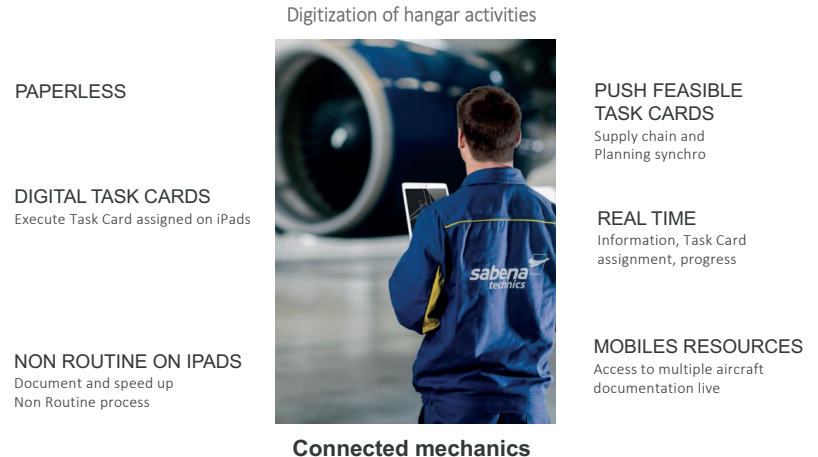 Digitization of hangar activities
PAPERLESS
DIGITAL TASK CARDS
Execute Task Card assigned on iPads
NON ROUTINE ON IPADS
Document and speed up
Non Routine process
sabena
technics
PUSH FEASIBLE
TASK CARDS
Supply chain and
Planning synchro
REAL TIME
Information, Task Card
assignment, progress
MOBILES RESOURCES
Access to multiple aircraft
documentation live
Connected mechanics